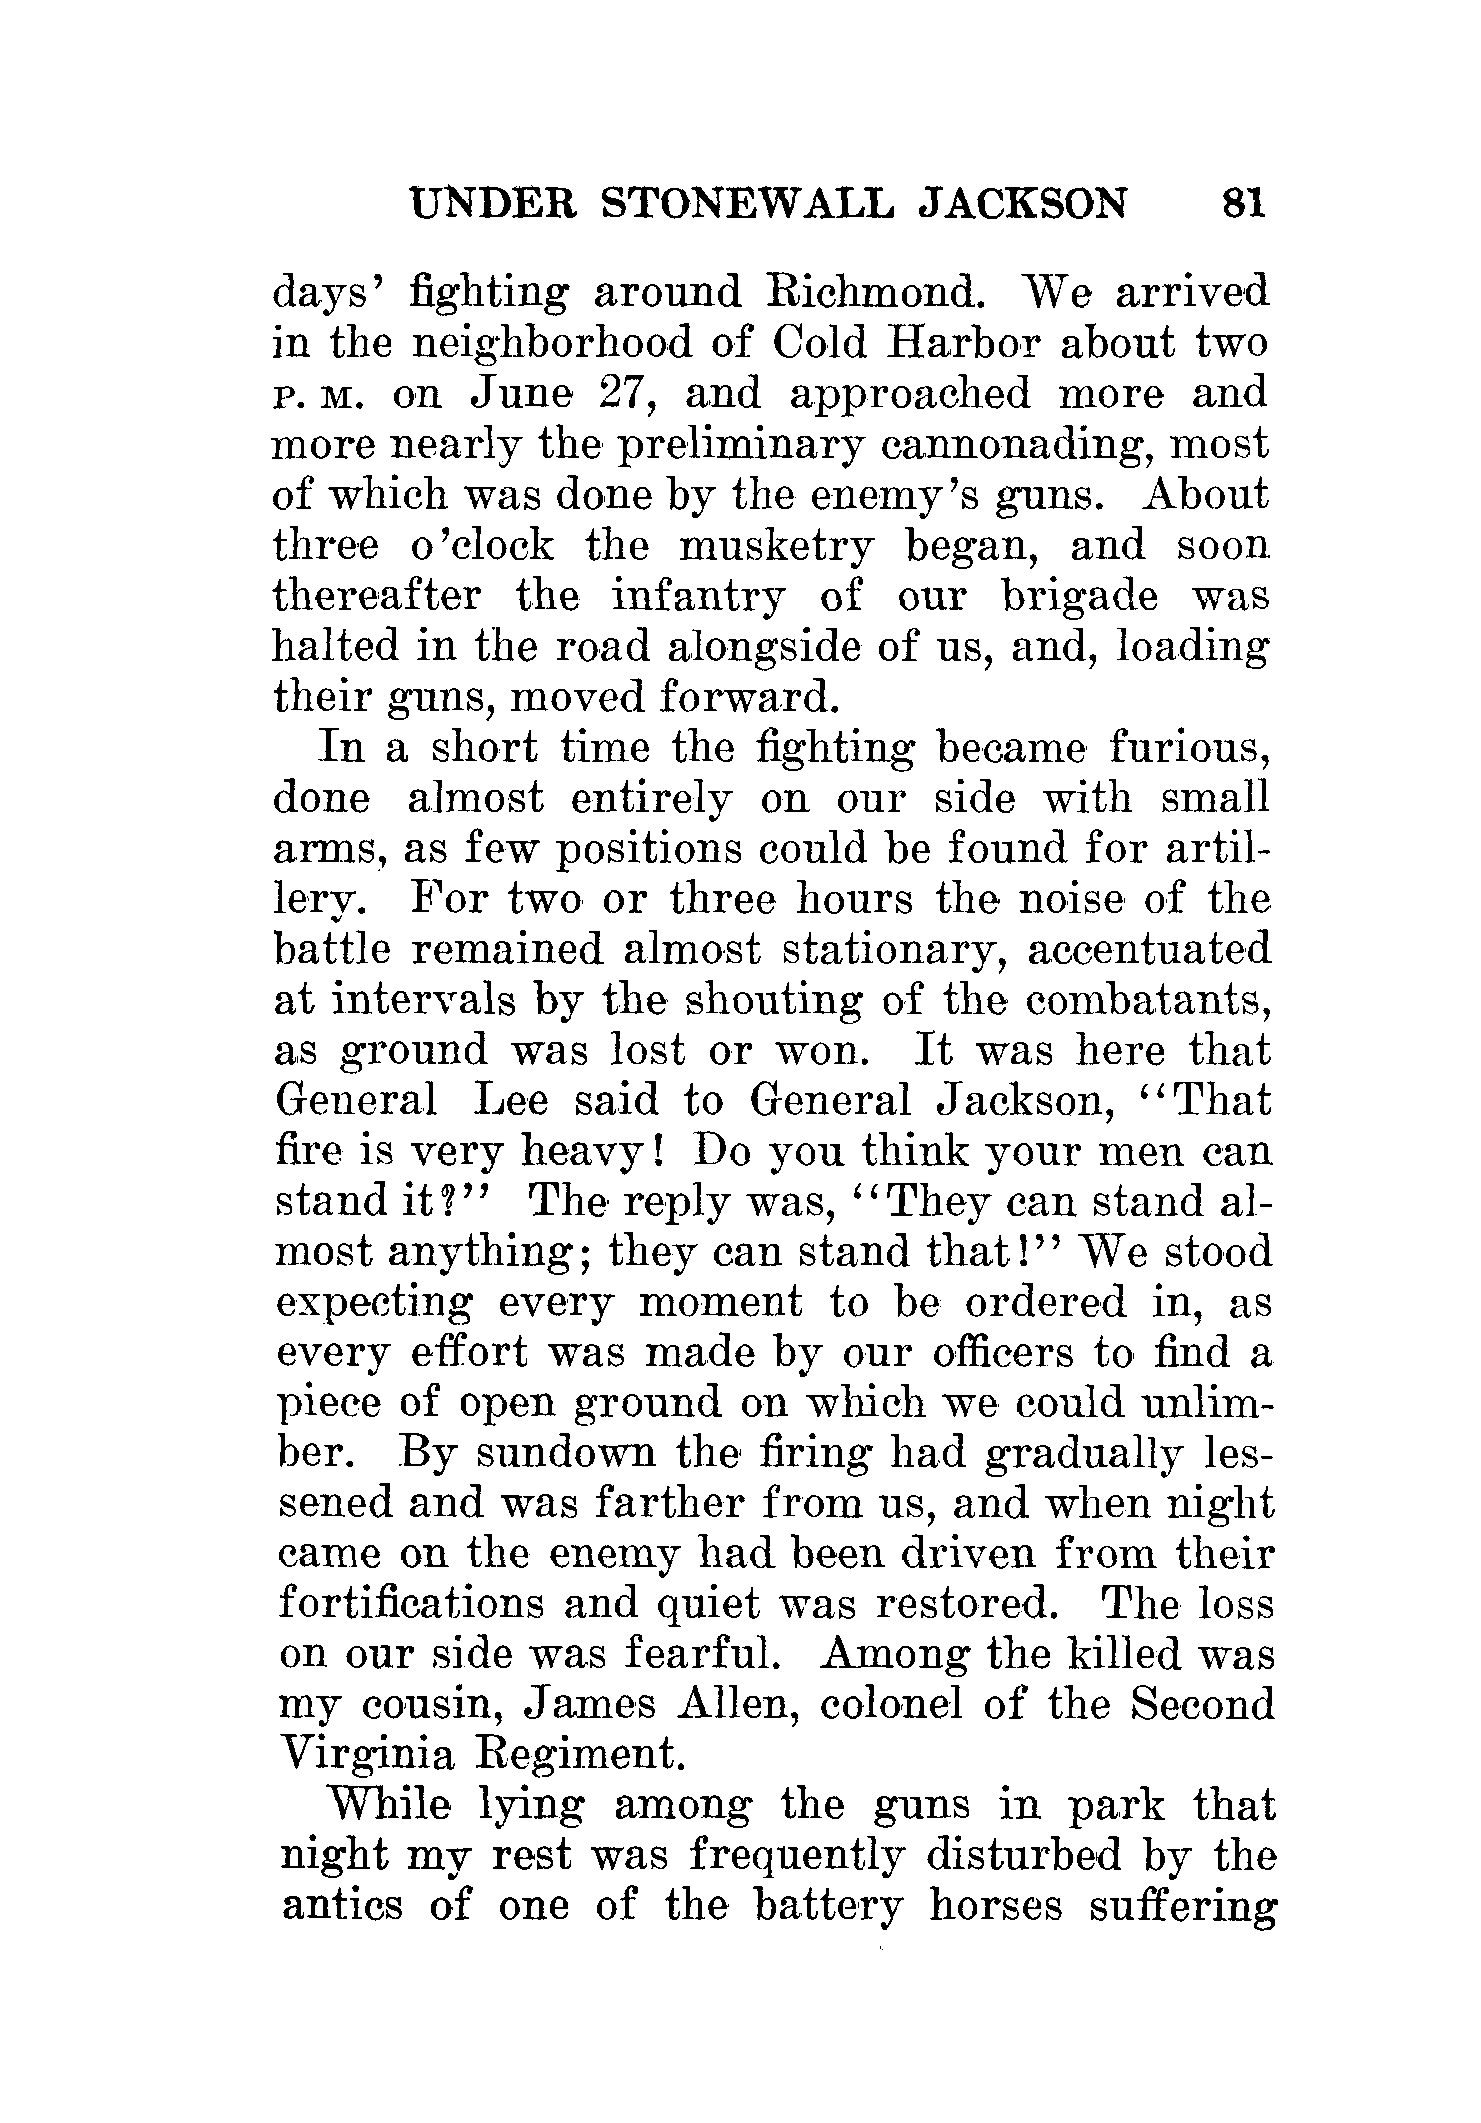 UNDER STONEWALL JACKSON 81
days' fighting around Richmond. We arrived
in the neighborhood of Cold Harbor about two
P. M. on June 27, and approached more and
more nearly the preliminary cannonading, most
of which was done by the enemy's guns. About
three o'clock the musketry began, and soon
thereafter the infantry of our brigade was
halted in the road alongside of us, and, loading
their guns, moved forward.
In a short time the fighting became furious,
done almost entirely on our side with small
arms, as few positions could be found for artil-
lery. For two or three hours the noise of the
battle remained almost stationary, accentuated
at intervals by the shouting of the combatants,
as ground was lost or won. It was here that
General Lee said to General Jackson, "That
fire is very heavy! Do you think your men can
stand it?" The reply was, "They can stand al-
most anything; they can stand that!" We stood
expecting every moment to be ordered in, as
every effort was made by our officers to find a
piece of open ground on which we could unlim-
ber. By sundown the firing had gradually les-
sened and was farther from us, and when night
came on the enemy had been driven from their
fortifications and quiet was restored. The loss
on our side was fearful. Among the killed was
my cousin, James Allen, colonel of the Second
Virginia Regiment.
While lying among the guns in park that
night my rest was frequently disturbed by the
antics of one of the battery horses suffering